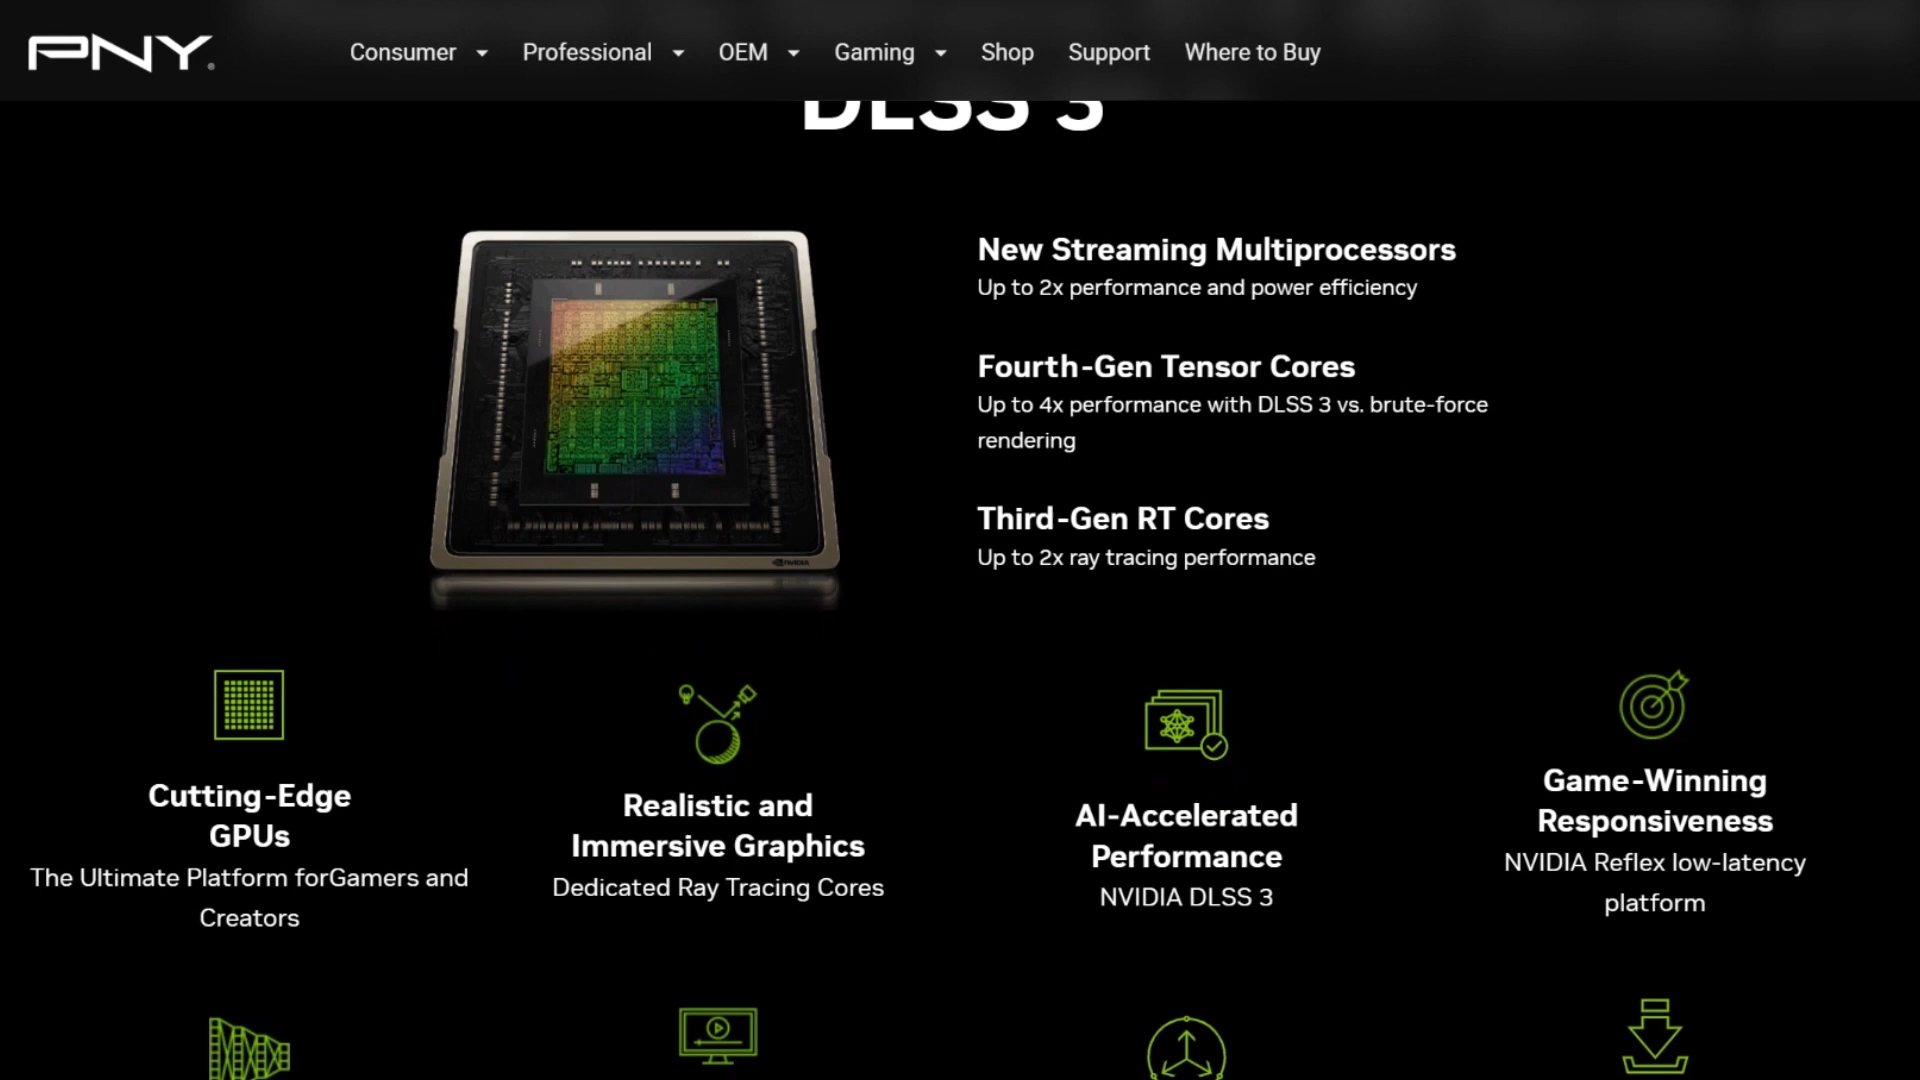 PNY
Consumer Professional OEM Gaming Shop Support Where to Buy
DLSS 3
New Streaming Multiprocessors
Up to 2x performance and power efficiency
Fourth-Gen Tensor Cores
Up to 4x performance with DLSS 3 vs. brute-force
rendering
Third-Gen RT Cores
Up to 2x ray tracing performance
NVIDIA
Cutting-Edge
GPUs
The Ultimate Platform forGamers and
Creators
Realistic and
Immersive Graphics
Dedicated Ray Tracing Cores
AI-Accelerated
Performance
NVIDIA DLSS 3
Game-Winning
Responsiveness
NVIDIA Reflex low-latency
platform